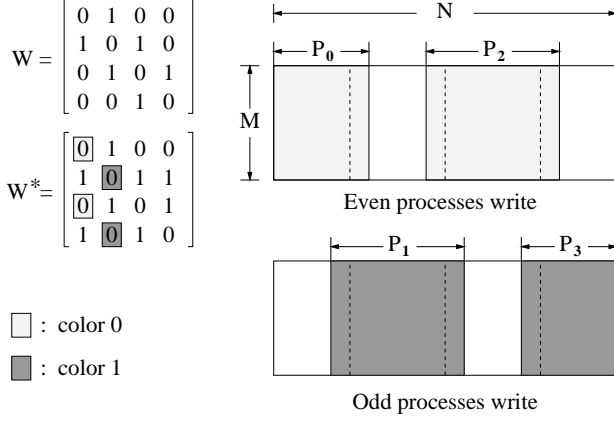 W =
0 1 0 0
1 0 1 0
0 1 0 1
0 0 1 0
W*=
0 1 0 0
1 0 1 1
0 1 0 1
1 0 1 0
: color 0
: color 1
N
P0 P2
M
Even processes write
P1 P3
Odd processes write